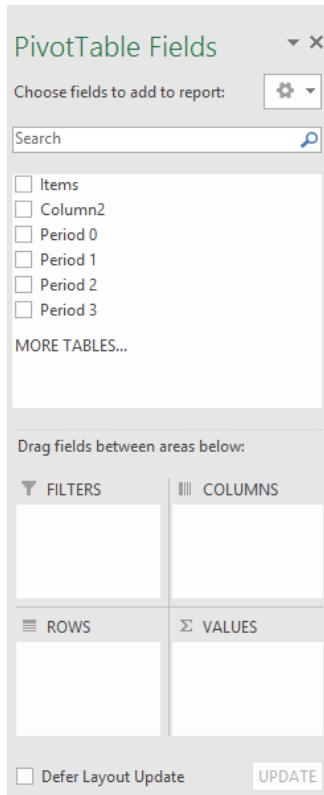 PivotTable Fields
Choose fields to add to report:
Search
Items
Column2
Period 0
Period 1
Period 2
Period 3
MORE TABLES...
Drag fields between areas below:
FILTERS
COLUMNS
ROWS
Σ VALUES
Defer Layout Update
UPDATE